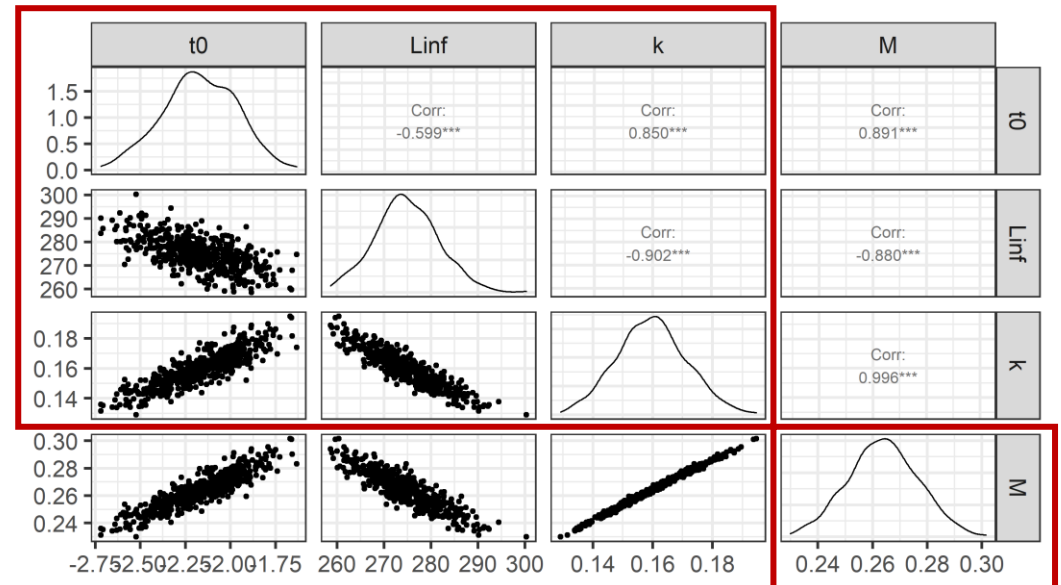 t0 Linf k M
1.5
1.0
0.5
0.0
Corr:
-0.599***
Corr:
0.850***
Corr:
0.891***
t0
300
290
280
270
260
Corr:
-0.902***
Corr:
-0.880***
Linf
0.18
0.16
0.14
Corr:
0.996***
k
0.30
0.28
0.26
0.24
M
-2.75 -2.50 -2.25 -2.00 -1.75 260 270 280 290 300 0.14 0.16 0.18 0.24 0.26 0.28 0.30